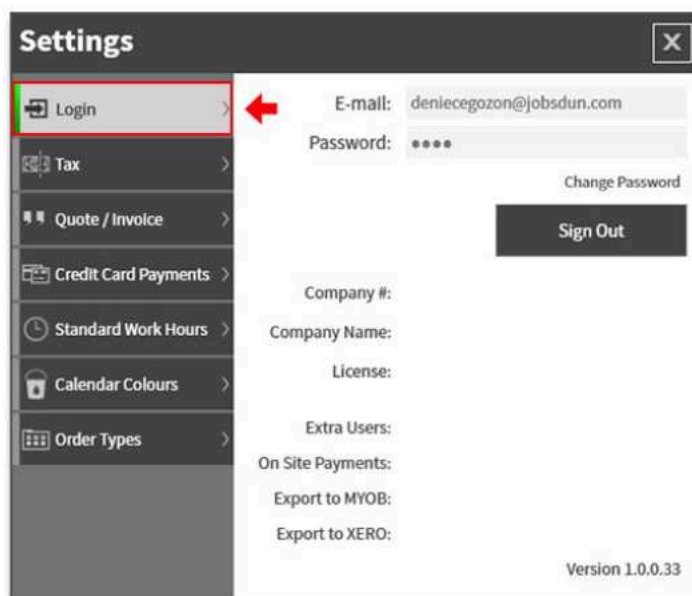 Settings
X
Login
Tax
Quote / Invoice
Credit Card Payments
Standard Work Hours
Calendar Colours
Order Types
E-mail: deniecegozon@jobsdun.com
Password: ••••
Change Password
Sign Out
Company #:
Company Name:
License:
Extra Users:
On Site Payments:
Export to MYOB:
Export to XERO:
Version 1.0.0.33